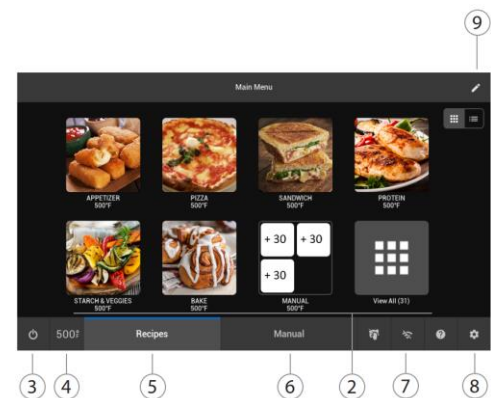 9
Main Menu
APPETIZER
500°F
PIZZA
500°F
SANDWICH
500°F
PROTEIN
500°F
STARCH & VEGGIES
500°F
BAKE
500°F
+ 30 + 30
+ 30
MANUAL
500°F
View All (31)
500°F
Recipes
Manual
?
3
4
5
6
2
7
8